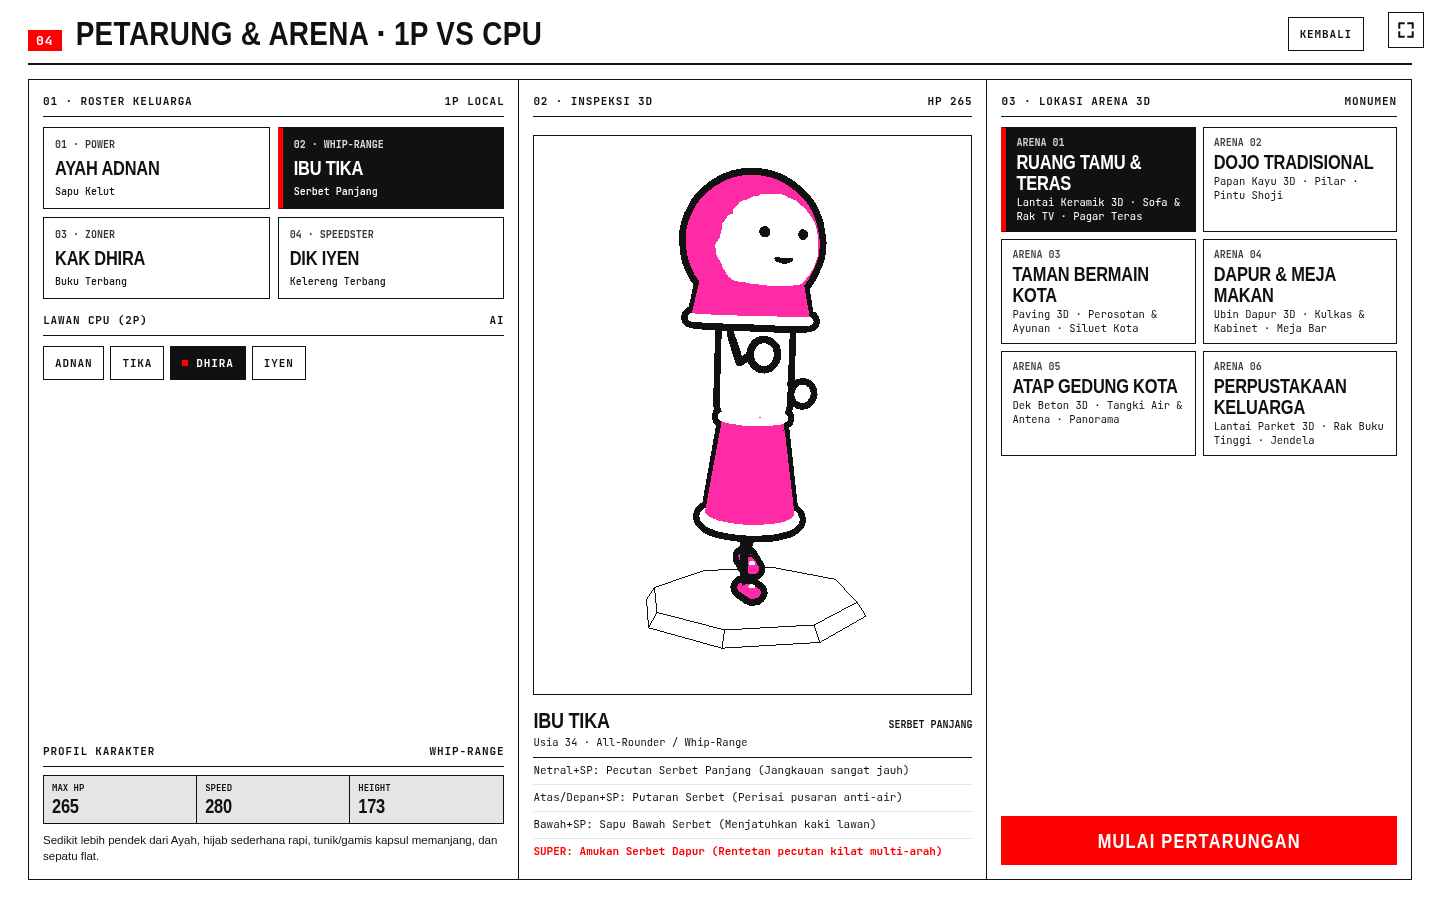 04 PETARUNG & ARENA · 1P VS CPU
KEMBALI
01 · ROSTER KELUARGA
1P LOCAL
01 · POWER
AYAH ADNAN
Sapu Kelut
02 · WHIP-RANGE
IBU TIKA
Serbet Panjang
03 · ZONER
KAK DHIRA
Buku Terbang
04 · SPEEDSTER
DIK IYEN
Kelereng Terbang
LAWAN CPU (2P)
AI
ADNAN
TIKA
DHIRA
IYEN
PROFIL KARAKTER
WHIP-RANGE
MAX HP
265
SPEED
280
HEIGHT
173
Sedikit lebih pendek dari Ayah, hijab sederhana rapi, tunik/gamis kapsul memanjang, dan
sepatu flat.
02 · INSPEKSI 3D
HP 265
IBU TIKA
SERBET PANJANG
Usia 34 · All-Rounder / Whip-Range
Netral+SP: Pecutan Serbet Panjang (Jangkauan sangat jauh)
Atas/Depan+SP: Putaran Serbet (Perisai pusaran anti-air)
Bawah+SP: Sapu Bawah Serbet (Menjatuhkan kaki lawan)
SUPER: Amukan Serbet Dapur (Rentetan pecutan kilat multi-arah)
03 · LOKASI ARENA 3D
MONUMEN
ARENA 01
RUANG TAMU &
TERAS
Lantai Keramik 3D · Sofa &
Rak TV · Pagar Teras
ARENA 02
DOJO TRADISIONAL
Papan Kayu 3D · Pilar ·
Pintu Shoji
ARENA 03
TAMAN BERMAIN
KOTA
Paving 3D · Perosotan &
Ayunan · Siluet Kota
ARENA 04
DAPUR & MEJA
MAKAN
Ubin Dapur 3D · Kulkas &
Kabinet · Meja Bar
ARENA 05
ATAP GEDUNG KOTA
Dek Beton 3D · Tangki Air &
Antena · Panorama
ARENA 06
PERPUSTAKAAN
KELUARGA
Lantai Parket 3D · Rak Buku
Tinggi · Jendela
MULAI PERTARUNGAN